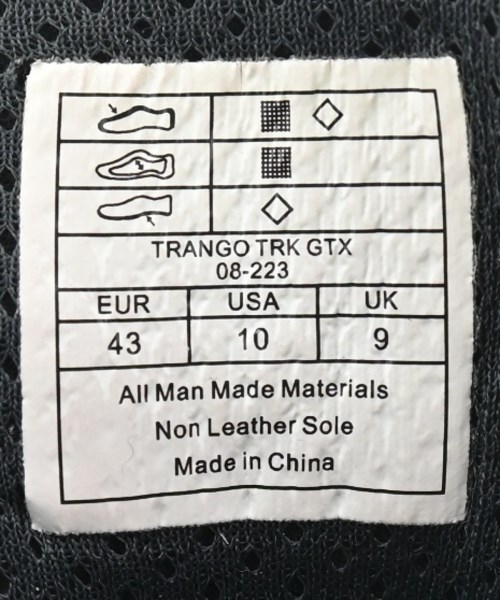 TRANGO TRK GTX
08-223
EUR USA UK
43 10 9
All Man Made Materials
Non Leather Sole
Made in China